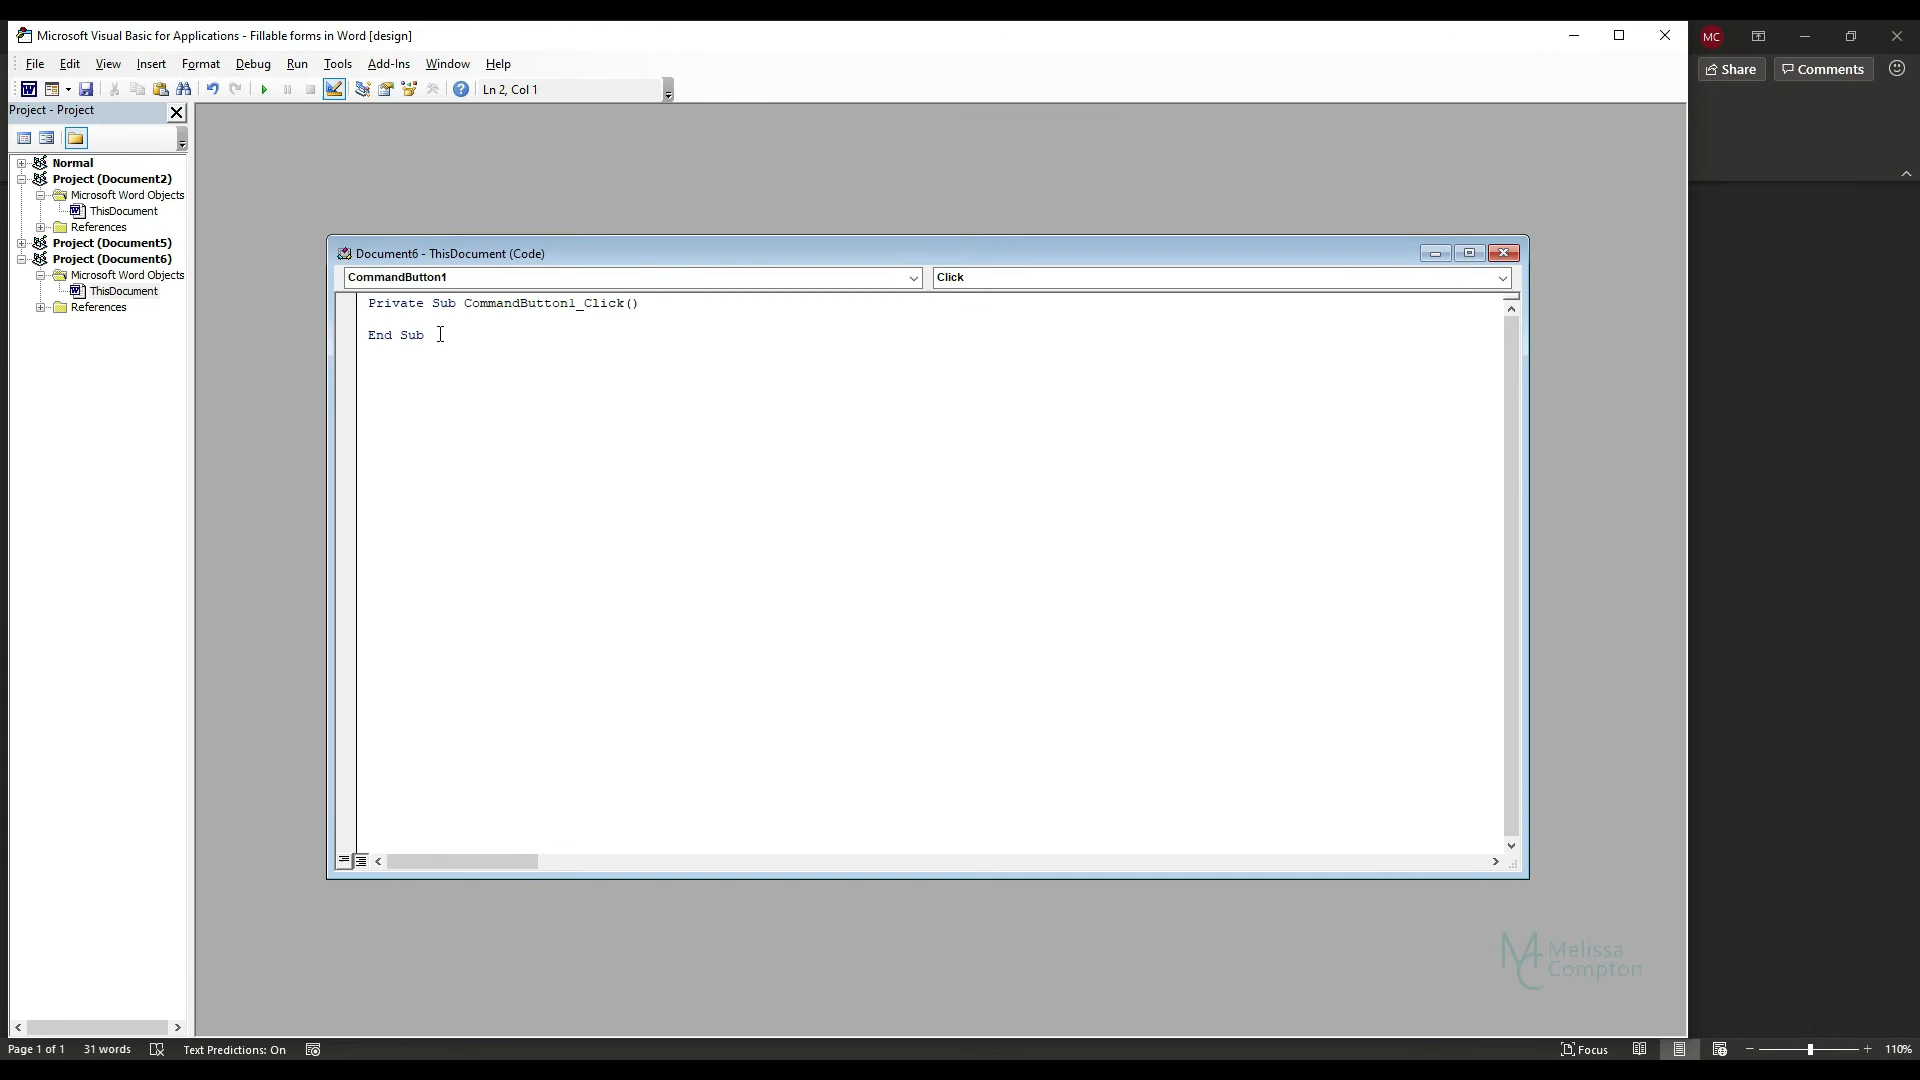 Microsoft Visual Basic for Applications - Fillable forms in Word [design]
MC
File Edit View Insert Format Debug Run Tools Add-Ins Window Help
Share Comments
Ln 2, Col 1
Project - Project
Normal
Project (Document2)
Microsoft Word Objects
ThisDocument
References
Project (Document5)
Project (Document6)
Microsoft Word Objects
ThisDocument
References
Document6 - ThisDocument (Code)
CommandButton1 Click
Private Sub CommandButton1_Click()
End Sub
MC Melissa
Compton
Page 1 of 1 31 words Text Predictions: On Focus 110%